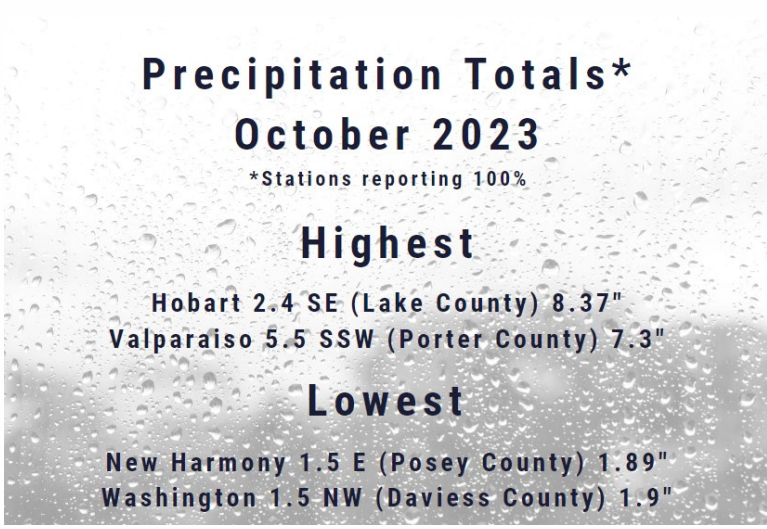 Precipitation Totals*
October 2023
*Stations reporting 100%
Highest
Hobart 2.4 SE (Lake County) 8.37"
Valparaiso 5.5 SSW (Porter County) 7.3"
Lowest
New Harmony 1.5 E (Posey County) 1.89"
Washington 1.5 NW (Daviess County) 1.9"